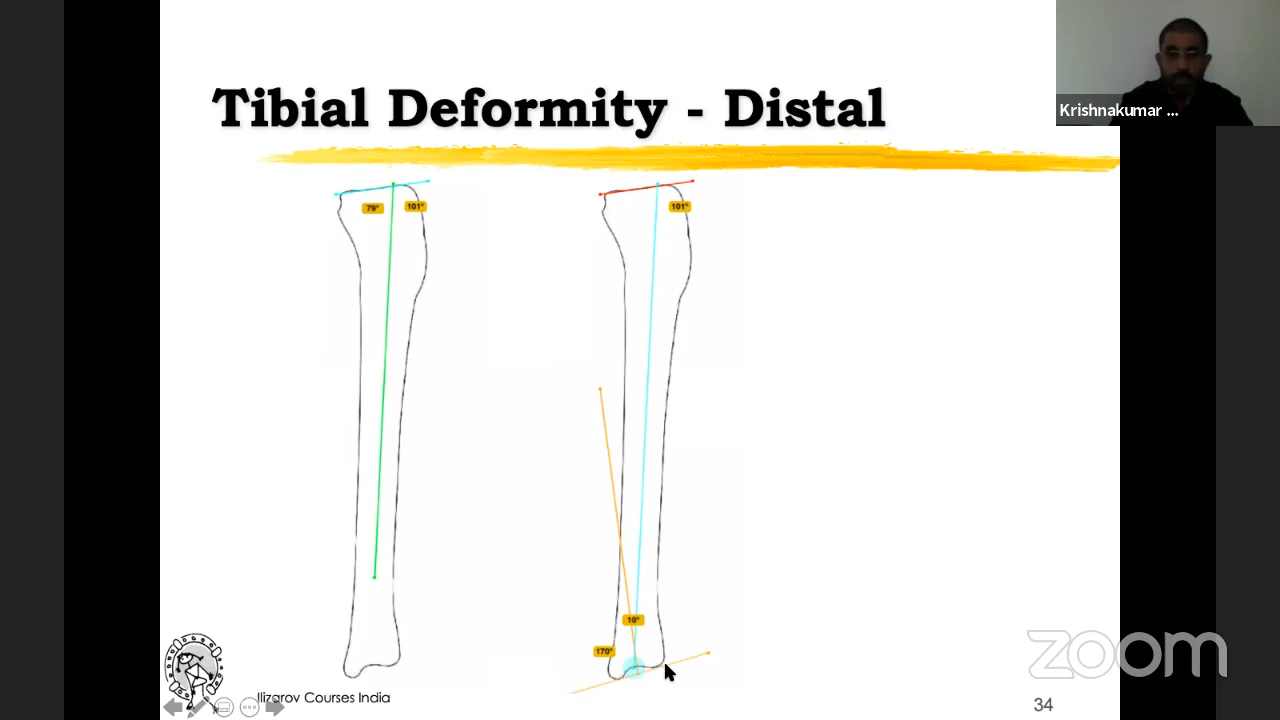 Tibial Deformity - Distal
Krishnakumar ...
79°
101°
101°
10°
170°
zoom
Ilizarov Courses India
34